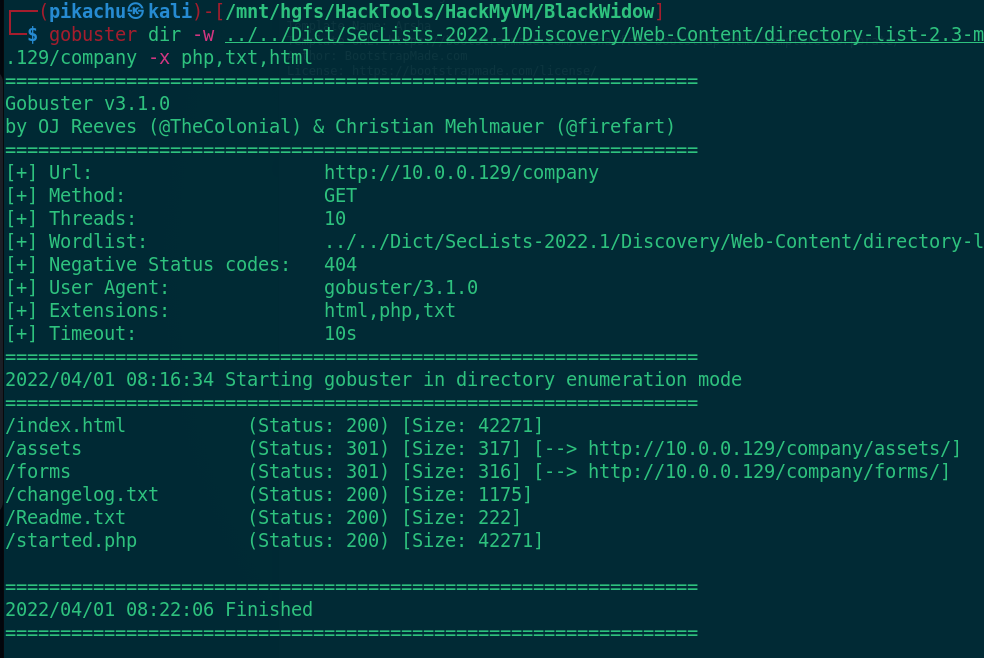 ┌──(pikachu㉿kali)-[/mnt/hgfs/HackTools/HackMyVM/BlackWidow]
└─$ gobuster dir -w ../../Dict/SecLists-2022.1/Discovery/Web-Content/directory-list-2.3-m
.129/company -x php,txt,html
===============================================================
Gobuster v3.1.0
by OJ Reeves (@TheColonial) & Christian Mehlmauer (@firefart)
===============================================================
[+] Url:                     http://10.0.0.129/company
[+] Method:                  GET
[+] Threads:                 10
[+] Wordlist:                ../../Dict/SecLists-2022.1/Discovery/Web-Content/directory-l
[+] Negative Status codes:   404
[+] User Agent:              gobuster/3.1.0
[+] Extensions:              html,php,txt
[+] Timeout:                 10s
===============================================================
2022/04/01 08:16:34 Starting gobuster in directory enumeration mode
===============================================================
/index.html           (Status: 200) [Size: 42271]
/assets               (Status: 301) [Size: 317] [--> http://10.0.0.129/company/assets/]
/forms                (Status: 301) [Size: 316] [--> http://10.0.0.129/company/forms/]
/changelog.txt        (Status: 200) [Size: 1175]
/Readme.txt           (Status: 200) [Size: 222]
/started.php          (Status: 200) [Size: 42271]

===============================================================
2022/04/01 08:22:06 Finished
===============================================================